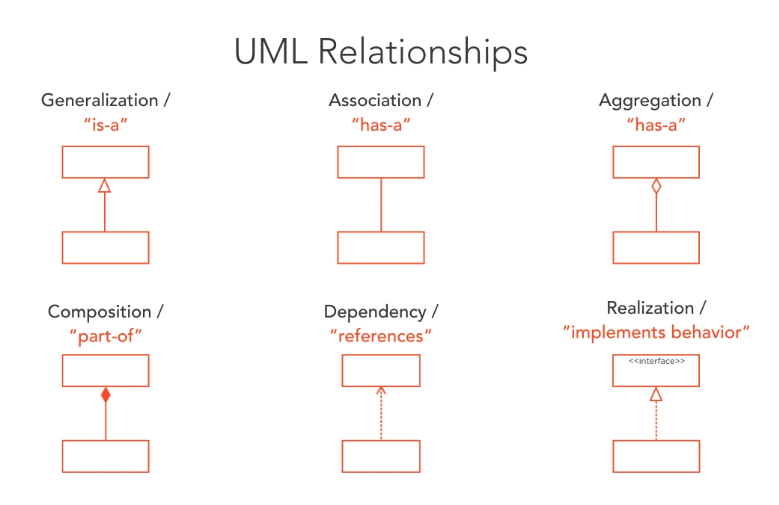 UML Relationships
Generalization /
"is-a"
Association /
"has-a"
Aggregation /
"has-a"
Composition /
"part-of"
Dependency /
"references"
Realization /
"implements behavior"
<<interface>>